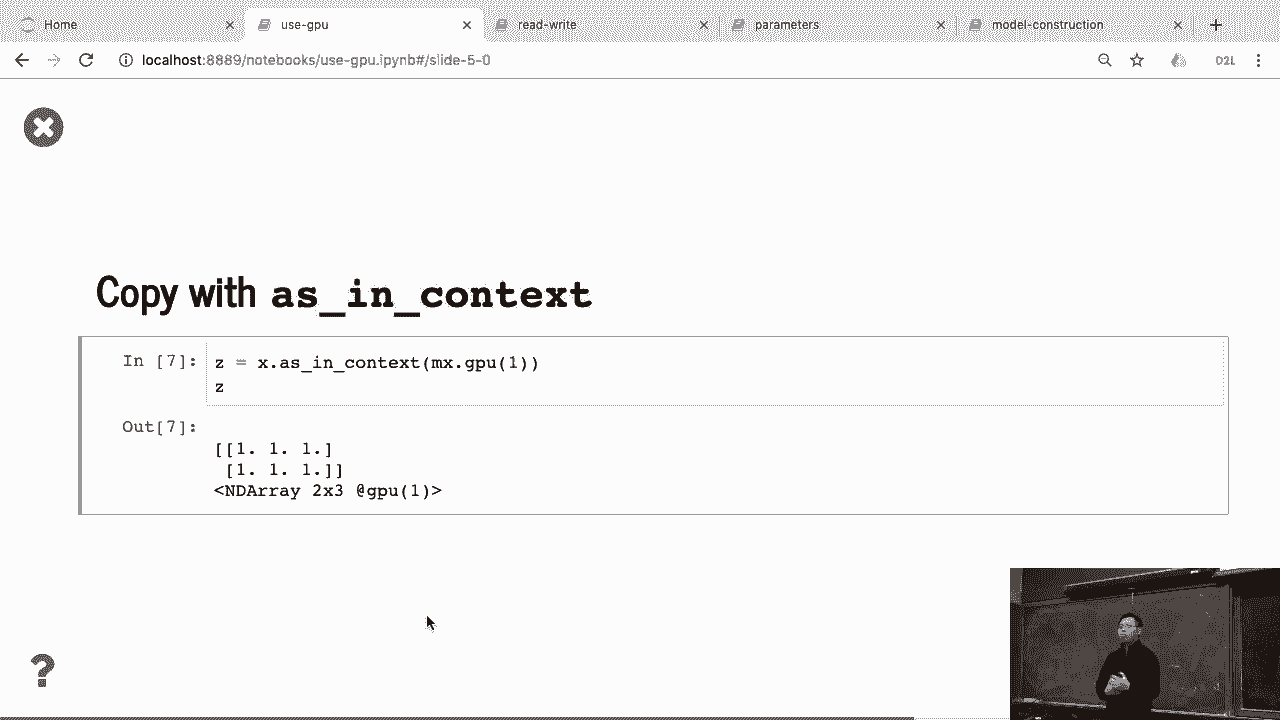 Home
use-gpu
read-write
parameters
model-construction
localhost:8889/notebooks/use-gpu.ipynb#/slide-5-0
D2L
Copy with as_in_context
In [7]:
z = x.as_in_context(mx.gpu(1))
z
Out[7]:
[[1. 1. 1.]
[1. 1. 1.]]
<NDArray 2x3 @gpu(1)>
?